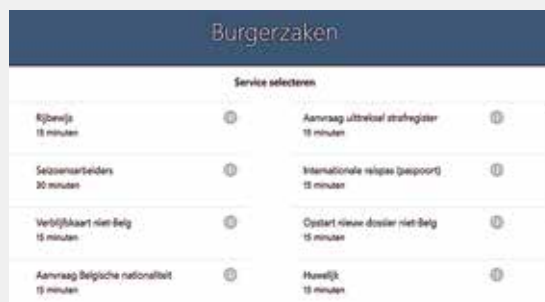 Burgerzaken
Service selecteren
Rijbewijs
15 minuten
Aanvraag uittreksel strafregister
15 minuten
Seizoensarbeiders
30 minuten
Internationale reispas (paspoort)
15 minuten
Verblijfskaart niet-Belg
15 minuten
Opstart nieuw dossier niet-Belg
15 minuten
Aanvraag Belgische nationaliteit
15 minuten
Huwelijk
15 minuten